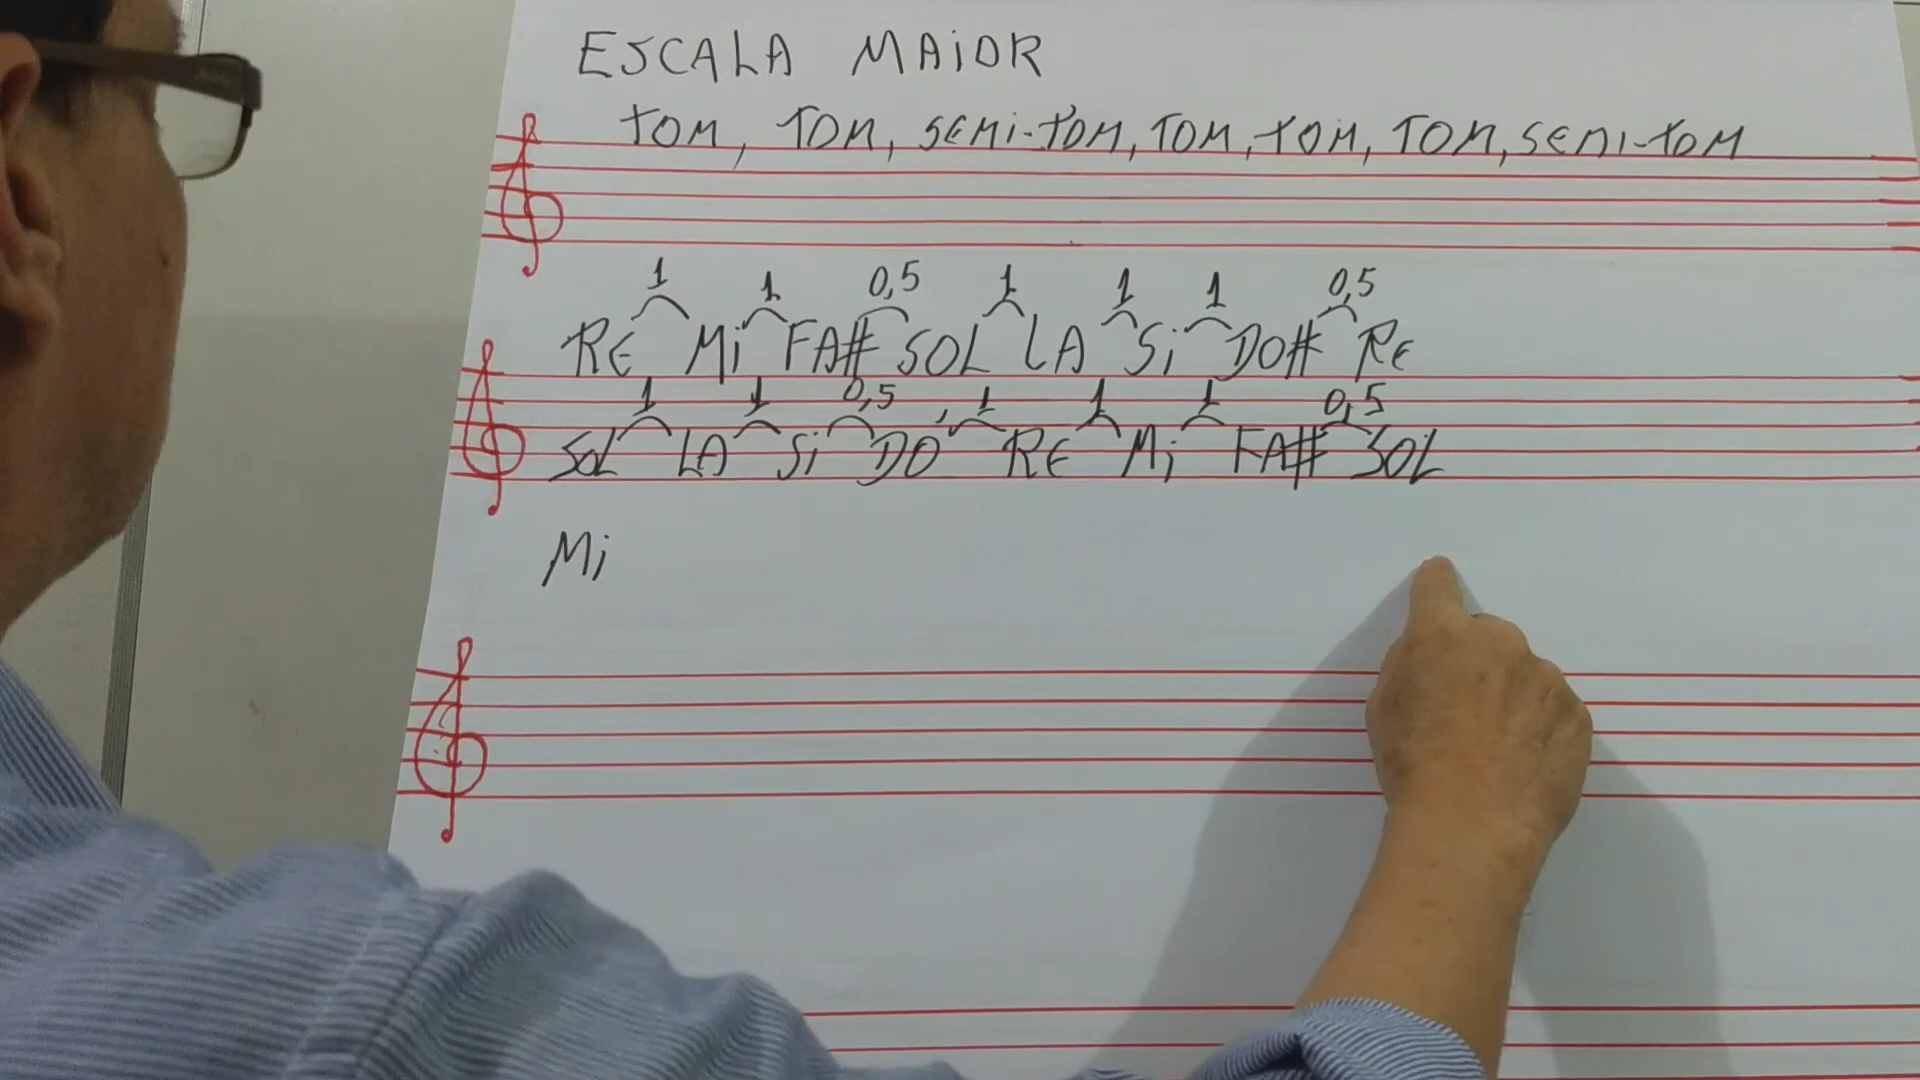 ESCALA MAIOR
TOM, TOM, SEMI-TOM, TOM, TOM, TOM, SEMI-TOM
1 1 0,5 1 1 1 0,5
RE Mi FA# SOL LA Si DO# RE
1 1 0,5 1 1 1 0,5
SOL LA Si DO RE Mi FA# SOL
Mi